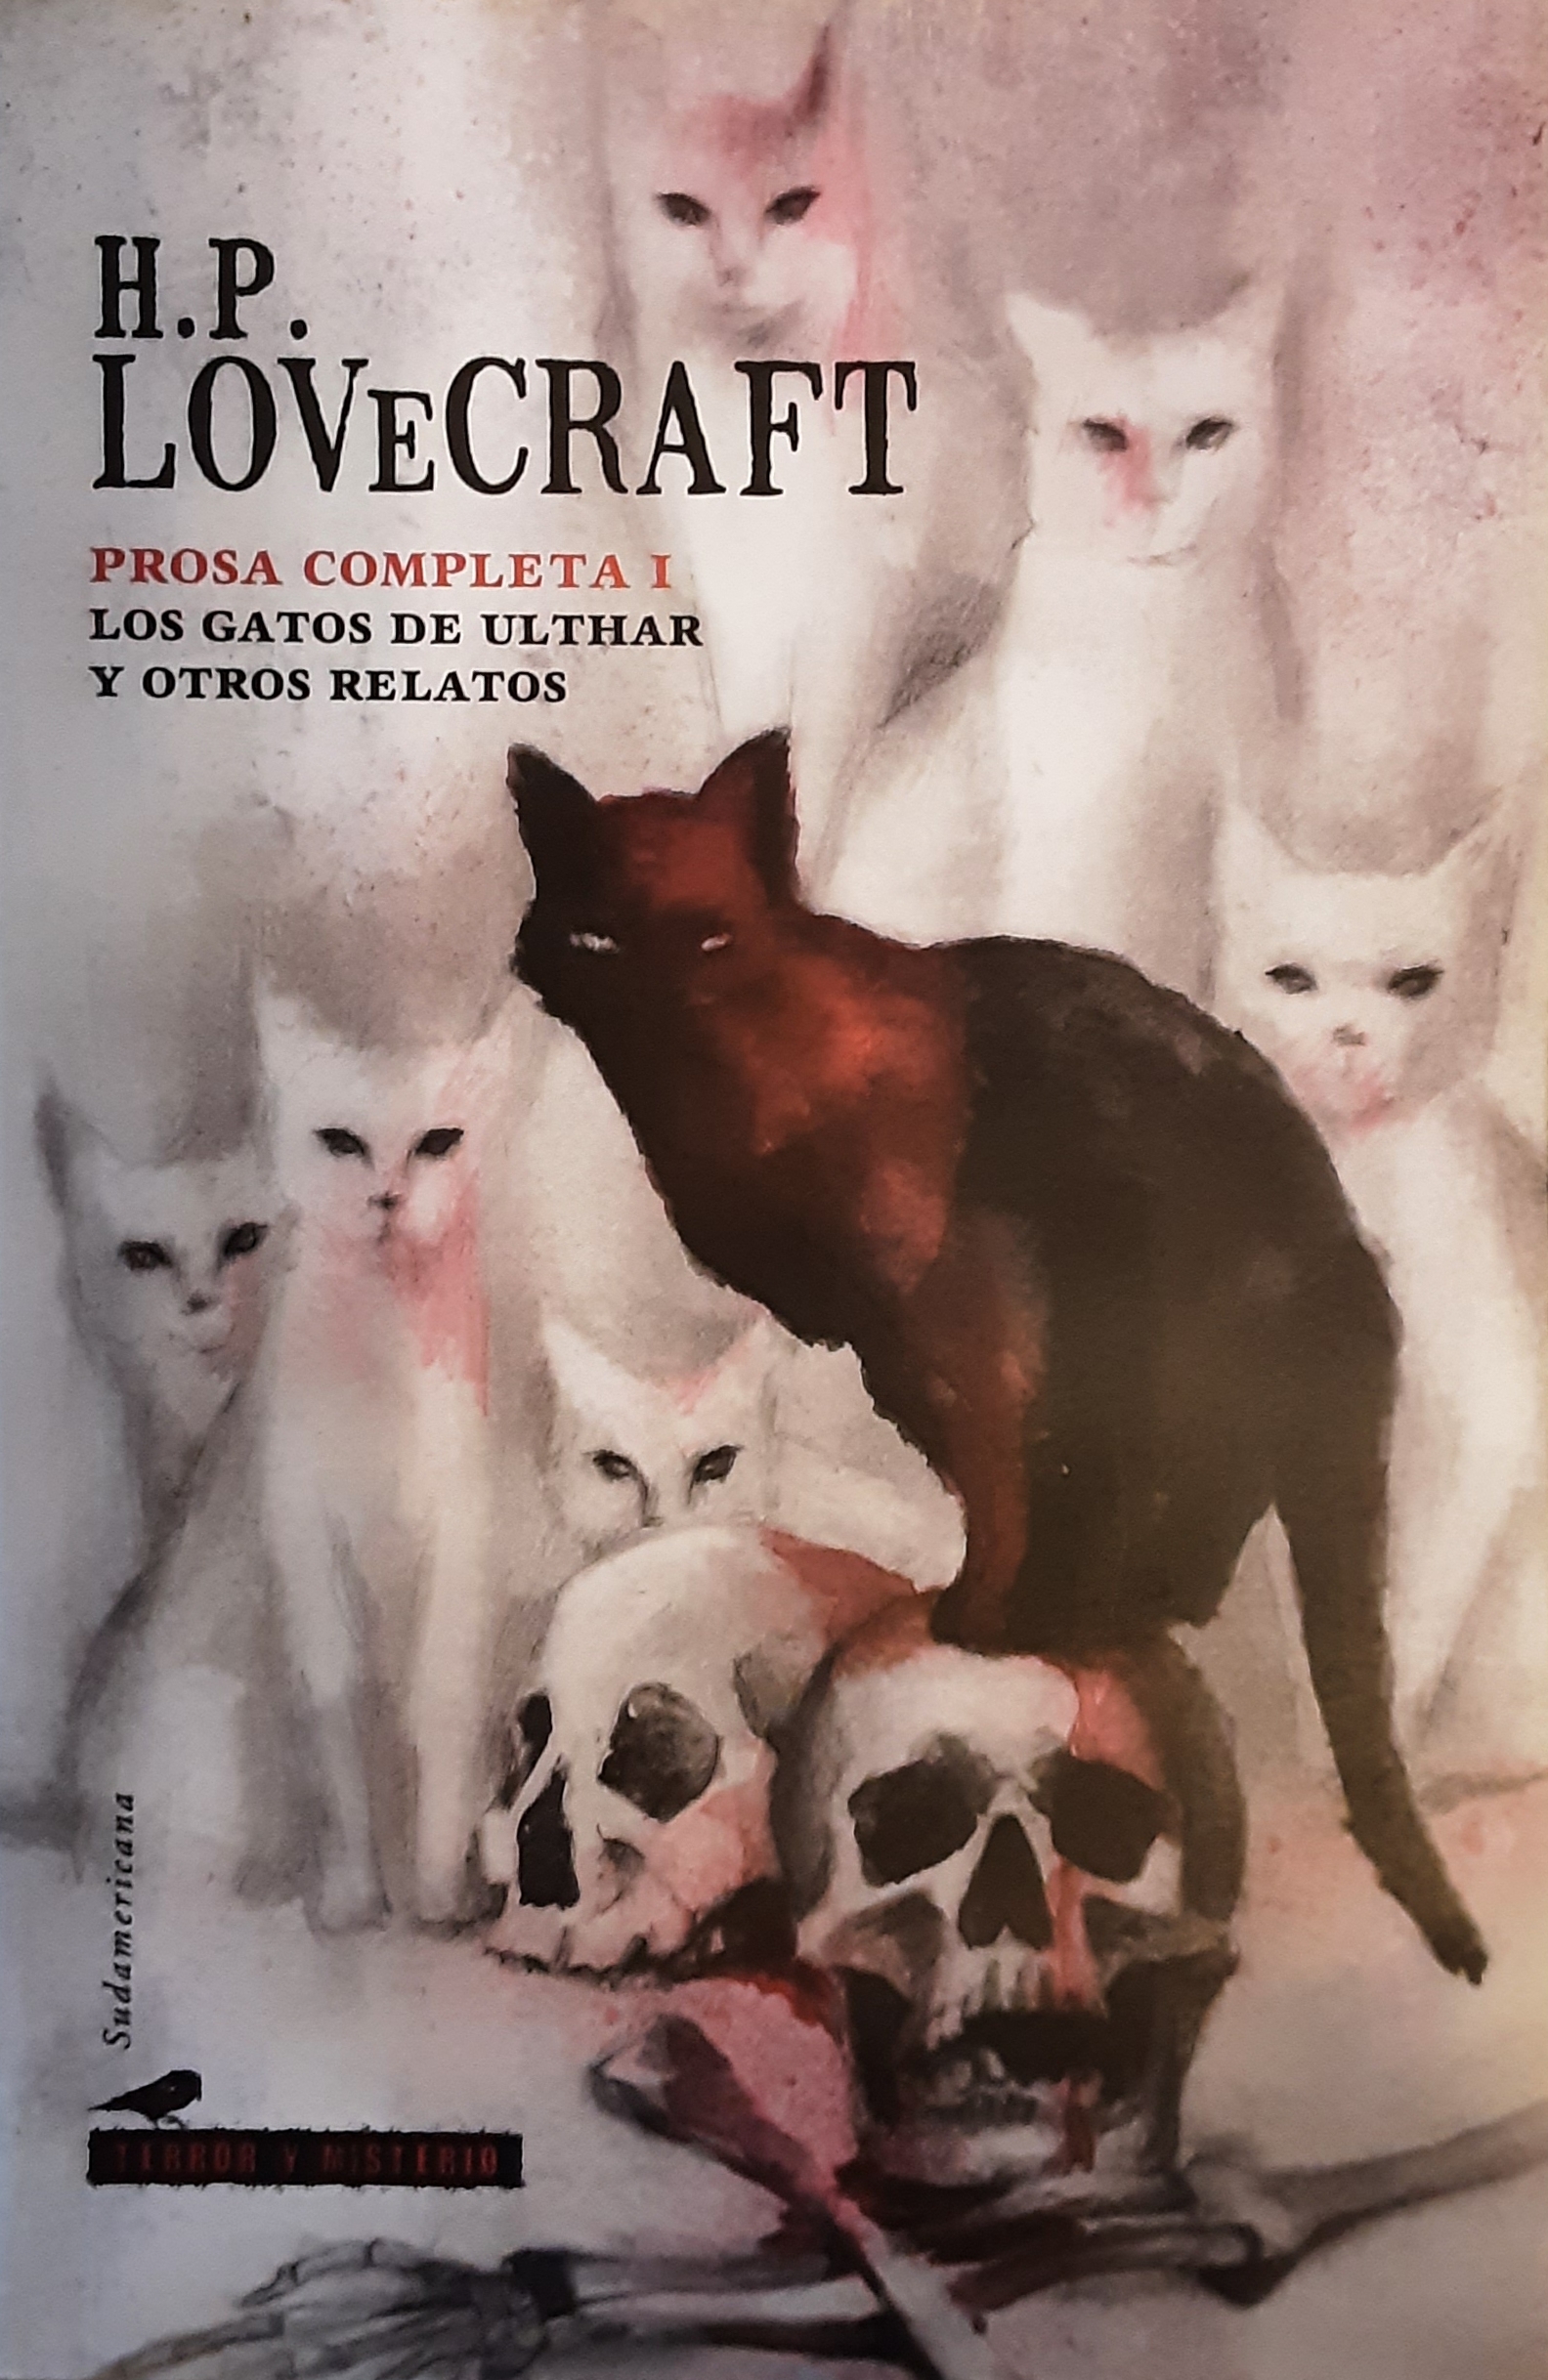 H.P.
LOVeCRAFT
PROSA COMPLETA I
LOS GATOS DE ULTHAR
Y OTROS RELATOS
Sudamericana
TERROR Y MISTERIO